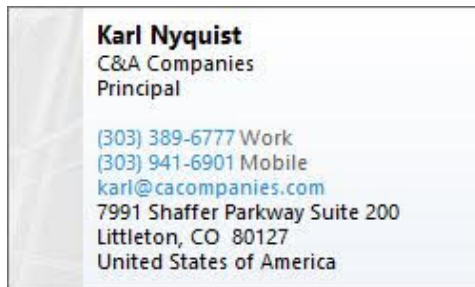 Karl Nyquist
C&A Companies
Principal
(303) 389-6777 Work
(303) 941-6901 Mobile
karl@cacompanies.com
7991 Shaffer Parkway Suite 200
Littleton, CO  80127
United States of America